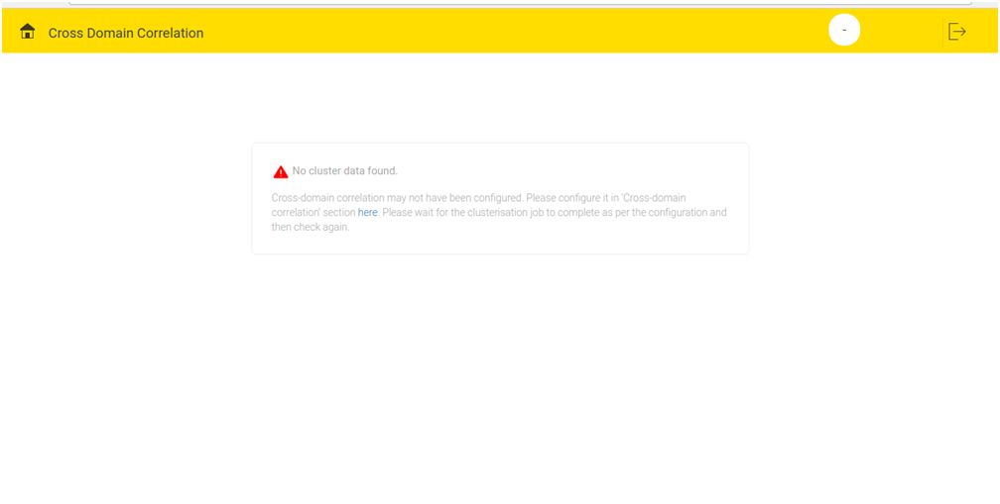 Cross Domain Correlation
-
No cluster data found.
Cross-domain correlation may not have been configured. Please configure it in 'Cross-domain
correlation' section here. Please wait for the clusterisation job to complete as per the configuration and
then check again.